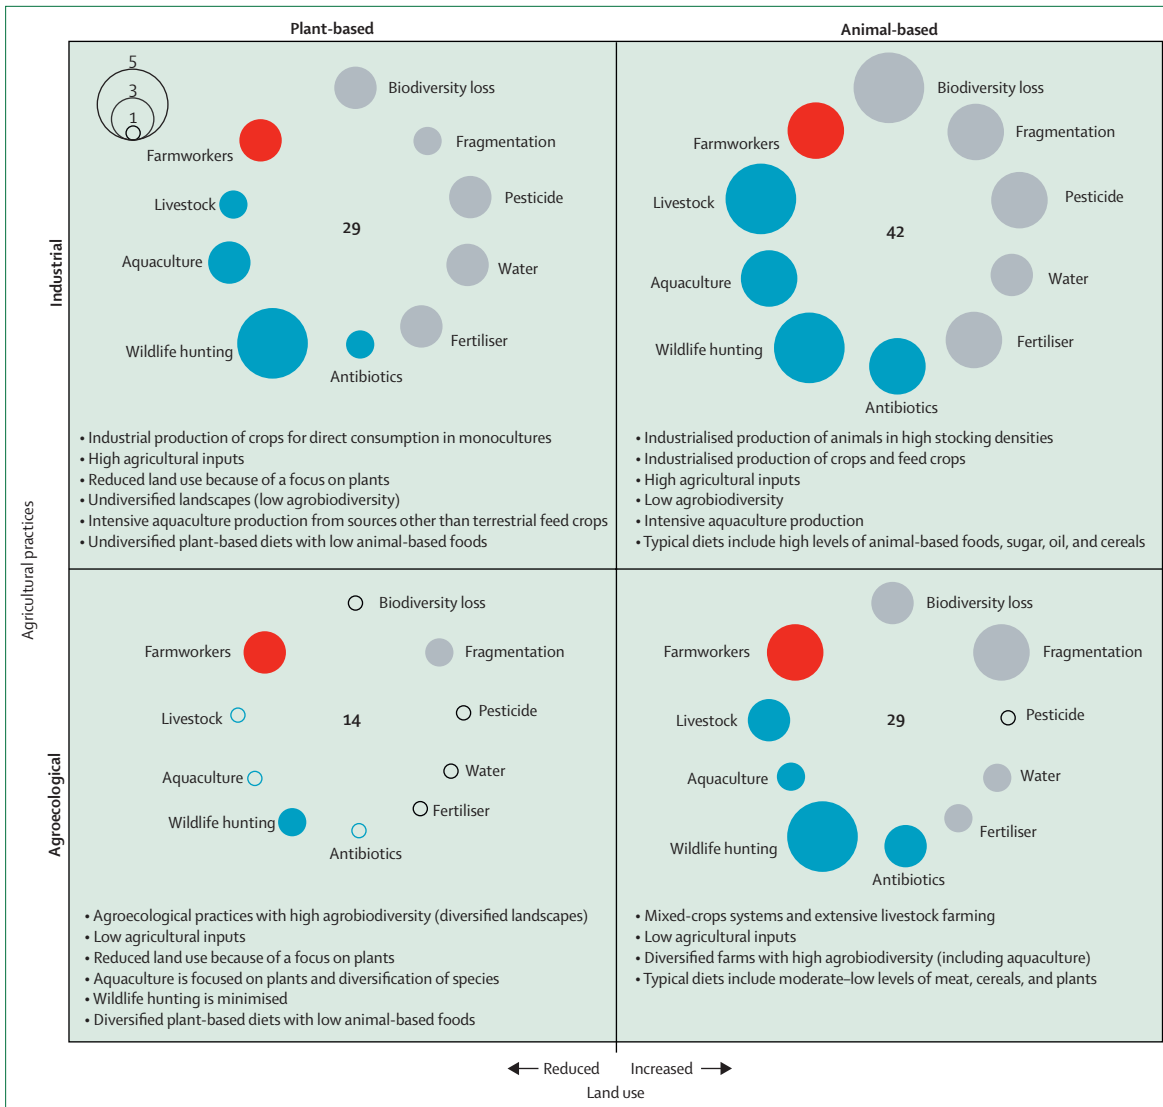 Plant-based
Animal-based
Agricultural practices
Industrial
5
3
1
Biodiversity loss
Farmworkers
Fragmentation
Livestock
Pesticide
29
Aquaculture
Water
Wildlife hunting
Fertiliser
Antibiotics
• Industrial production of crops for direct consumption in monocultures
• High agricultural inputs
• Reduced land use because of a focus on plants
• Undiversified landscapes (low agrobiodiversity)
• Intensive aquaculture production from sources other than terrestrial feed crops
• Undiversified plant-based diets with low animal-based foods
Biodiversity loss
Farmworkers
Fragmentation
Livestock
Pesticide
42
Aquaculture
Water
Wildlife hunting
Fertiliser
Antibiotics
• Industrialised production of animals in high stocking densities
• Industrialised production of crops and feed crops
• High agricultural inputs
• Low agrobiodiversity
• Intensive aquaculture production
• Typical diets include high levels of animal-based foods, sugar, oil, and cereals
Agroecological
Biodiversity loss
Farmworkers
Fragmentation
Livestock
Pesticide
14
Aquaculture
Water
Wildlife hunting
Fertiliser
Antibiotics
• Agroecological practices with high agrobiodiversity (diversified landscapes)
• Low agricultural inputs
• Reduced land use because of a focus on plants
• Aquaculture is focused on plants and diversification of species
• Wildlife hunting is minimised
• Diversified plant-based diets with low animal-based foods
Biodiversity loss
Farmworkers
Fragmentation
Livestock
Pesticide
29
Aquaculture
Water
Wildlife hunting
Fertiliser
Antibiotics
• Mixed-crops systems and extensive livestock farming
• Low agricultural inputs
• Diversified farms with high agrobiodiversity (including aquaculture)
• Typical diets include moderate–low levels of meat, cereals, and plants
Reduced
Increased
Land use